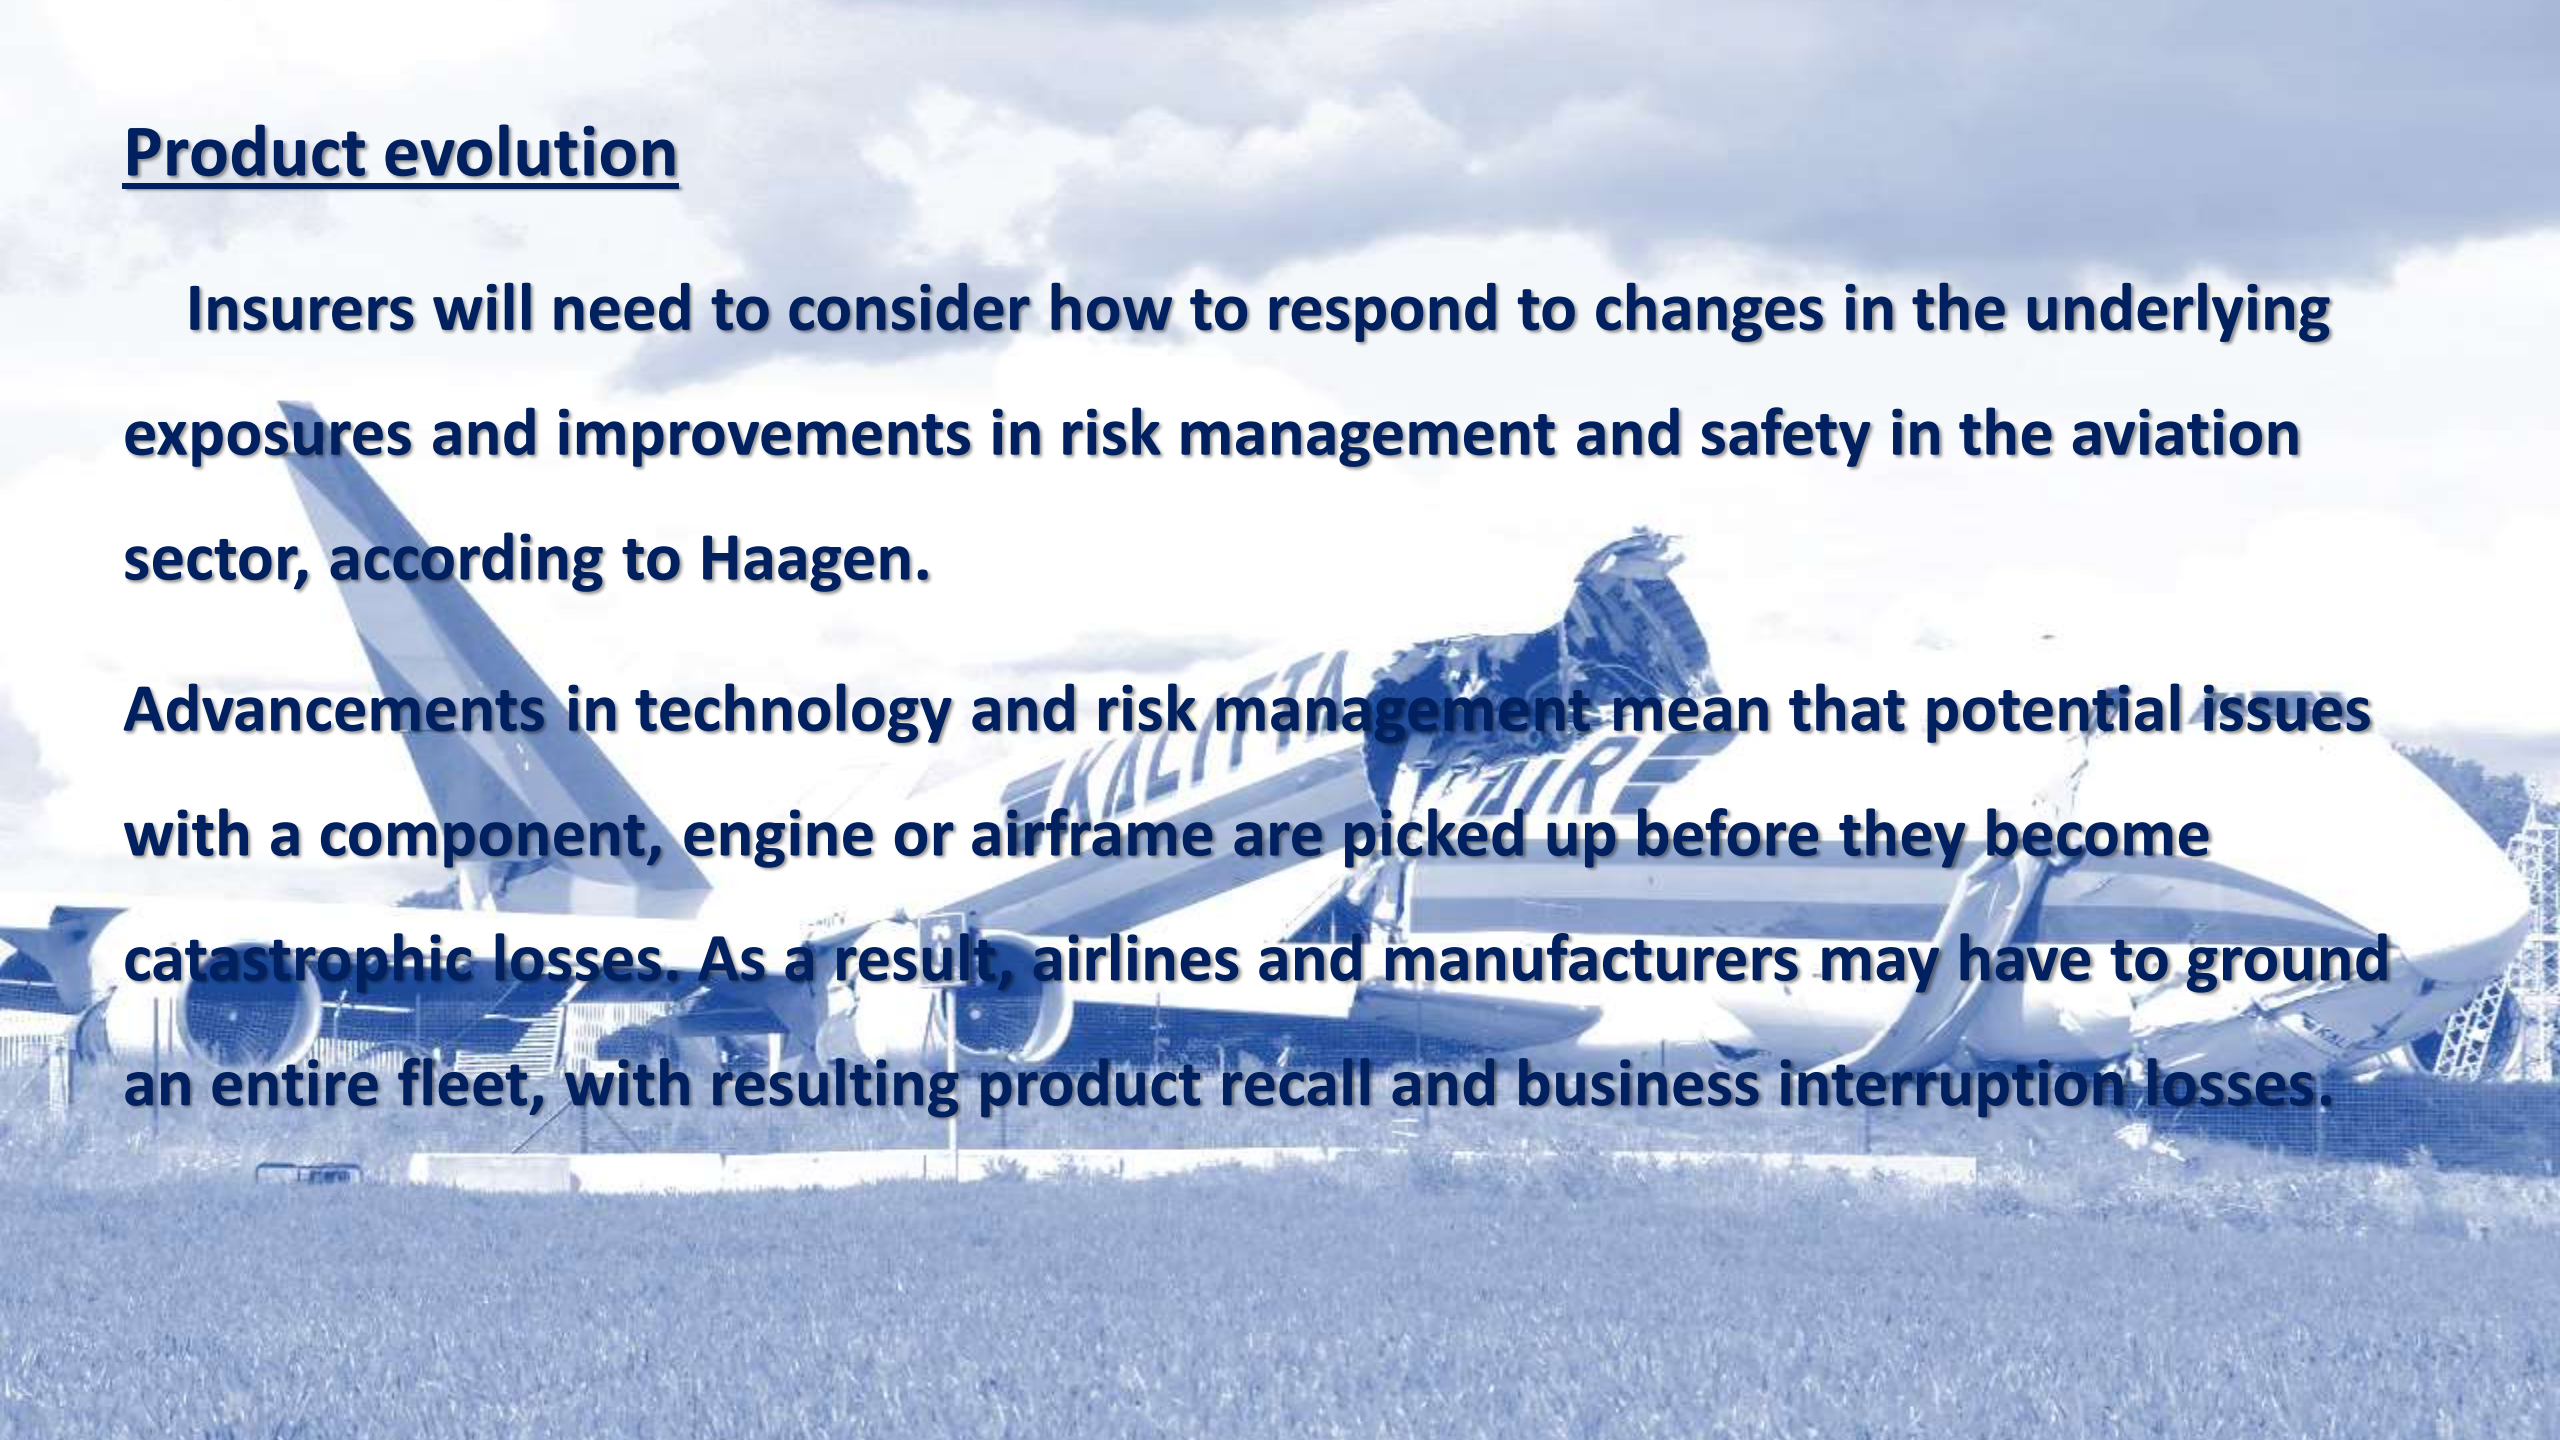 Product evolution
Insurers will need to consider how to respond to changes in the underlying
exposures and improvements in risk management and safety in the aviation
sector, according to Haagen.
Advancements in technology and risk management mean that potential issues
with a component, engine or airframe are picked up before they become
catastrophic losses. As a result, airlines and manufacturers may have to ground
an entire fleet, with resulting product recall and business interruption losses.
KALITTA AIR